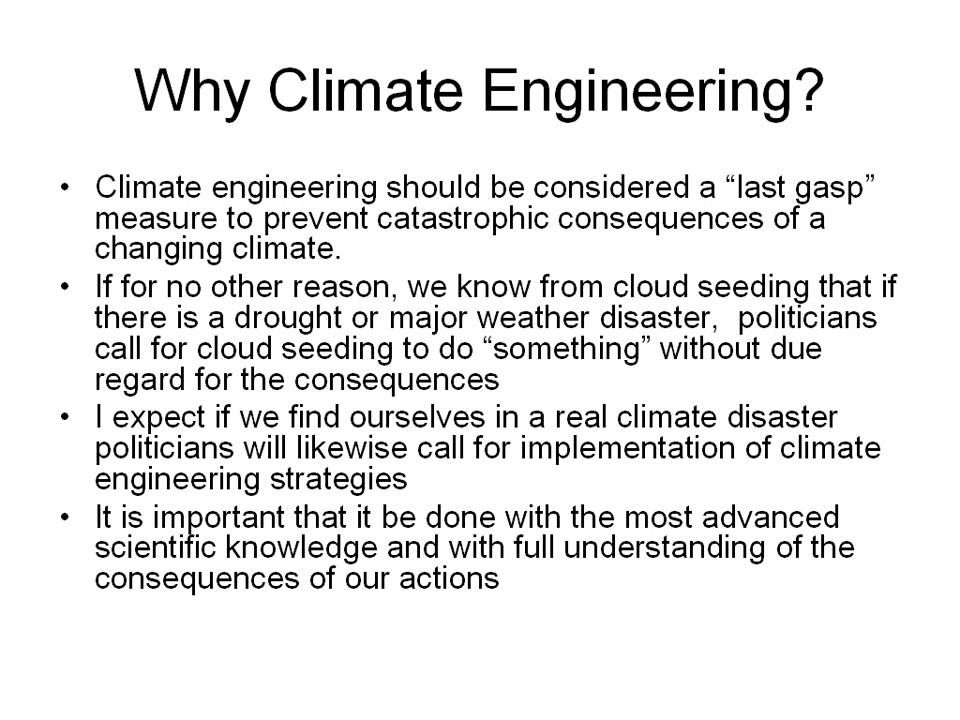 Why Climate Engineering?
• Climate engineering should be considered a “last gasp”
measure to prevent catastrophic consequences of a
changing climate.
• If for no other reason, we know from cloud seeding that if
there is a drought or major weather disaster,  politicians
call for cloud seeding to do “something” without due
regard for the consequences
• I expect if we find ourselves in a real climate disaster
politicians will likewise call for implementation of climate
engineering strategies
• It is important that it be done with the most advanced
scientific knowledge and with full understanding of the
consequences of our actions